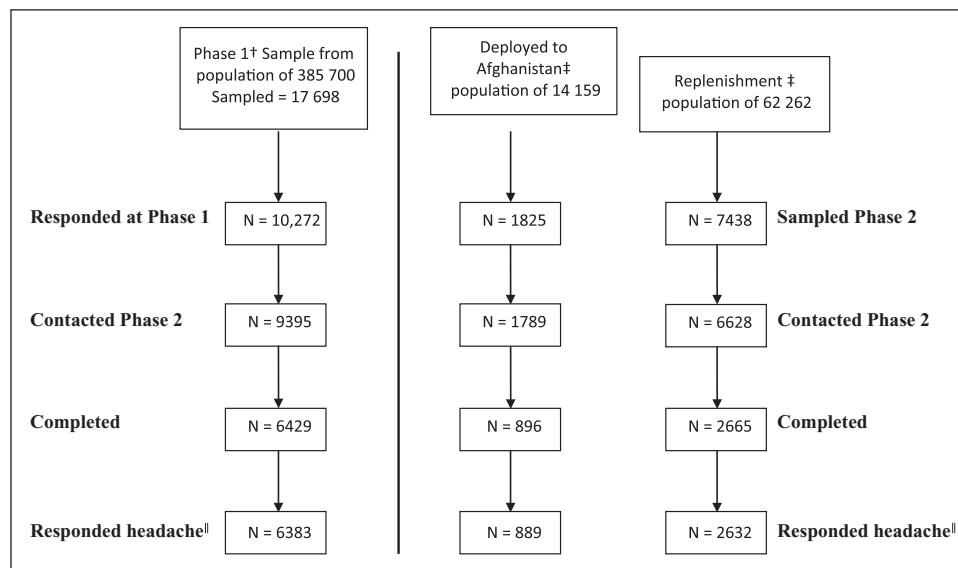 Phase 1† Sample from
population of 385 700
Sampled = 17 698
Deployed to
Afghanistan‡
population of 14 159
Replenishment ‡
population of 62 262
Responded at Phase 1
N = 10,272
N = 1825
N = 7438
Sampled Phase 2
Contacted Phase 2
N = 9395
N = 1789
N = 6628
Contacted Phase 2
Completed
N = 6429
N = 896
N = 2665
Completed
Responded headache‖
N = 6383
N = 889
N = 2632
Responded headache‖